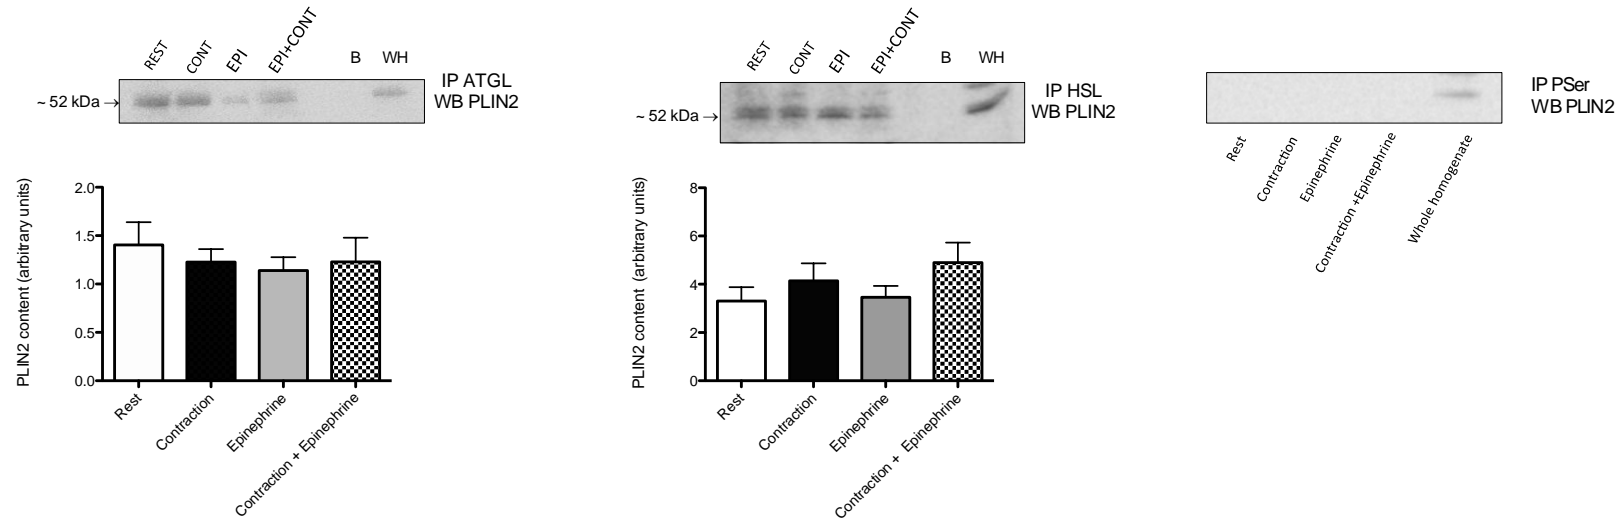 REST
CONT
EPI
EPI+CONT
B
WH
~ 52 kDa →
IP ATGL
WB PLIN2
PLIN2 content (arbitrary units)
2.0
1.5
1.0
0.5
0.0
Rest
Contraction
Epinephrine
Contraction + Epinephrine
REST
CONT
EPI
EPI+CONT
B
WH
~ 52 kDa →
IP HSL
WB PLIN2
PLIN2 content (arbitrary units)
8
6
4
2
0
Rest
Contraction
Epinephrine
Contraction + Epinephrine
IP PSer
WB PLIN2
Rest
Contraction
Epinephrine
Contraction +Epinephrine
Whole homogenate